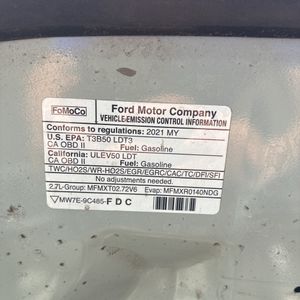 FoMoCo
Ford Motor Company
VEHICLE-EMISSION CONTROL INFORMATION
Conforms to regulations: 2021 MY
U.S. EPA: T3B50 LDT3
CA OBD II Fuel: Gasoline
California: ULEV50 LDT
CA OBD II Fuel: Gasoline
TWC/HO2S/WR-HO2S/EGR/EGRC/CAC/TC/DFI/SFI
No adjustments needed.
2.7L-Group: MFMXT02.72V6 Evap: MFMXR0140NDG
MW7E-9C485-FDC